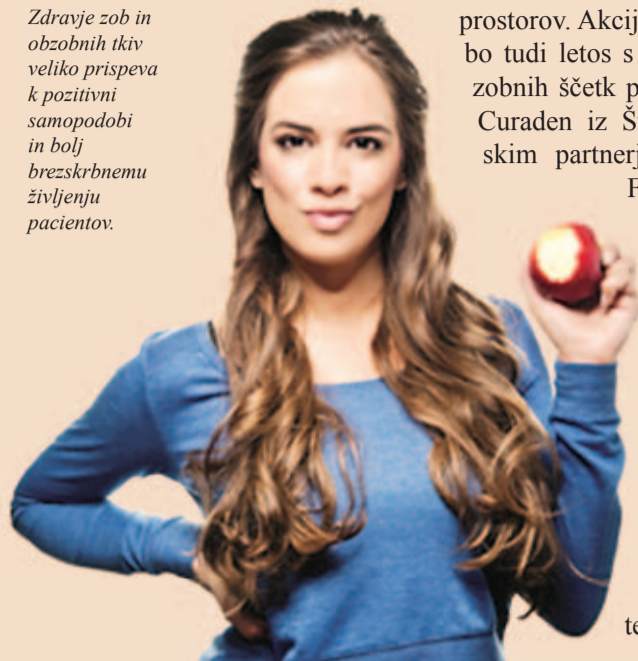 Zdravje zob in
obzobnih tkiv
veliko prispeva
k pozitivni
samopodobi
in bolj
brezskrbnemu
življenju
pacientov.
prostorov. Akcij
bo tudi letos s
zobnih ščetk p
Curaden iz Š
skim partnerj
P
te